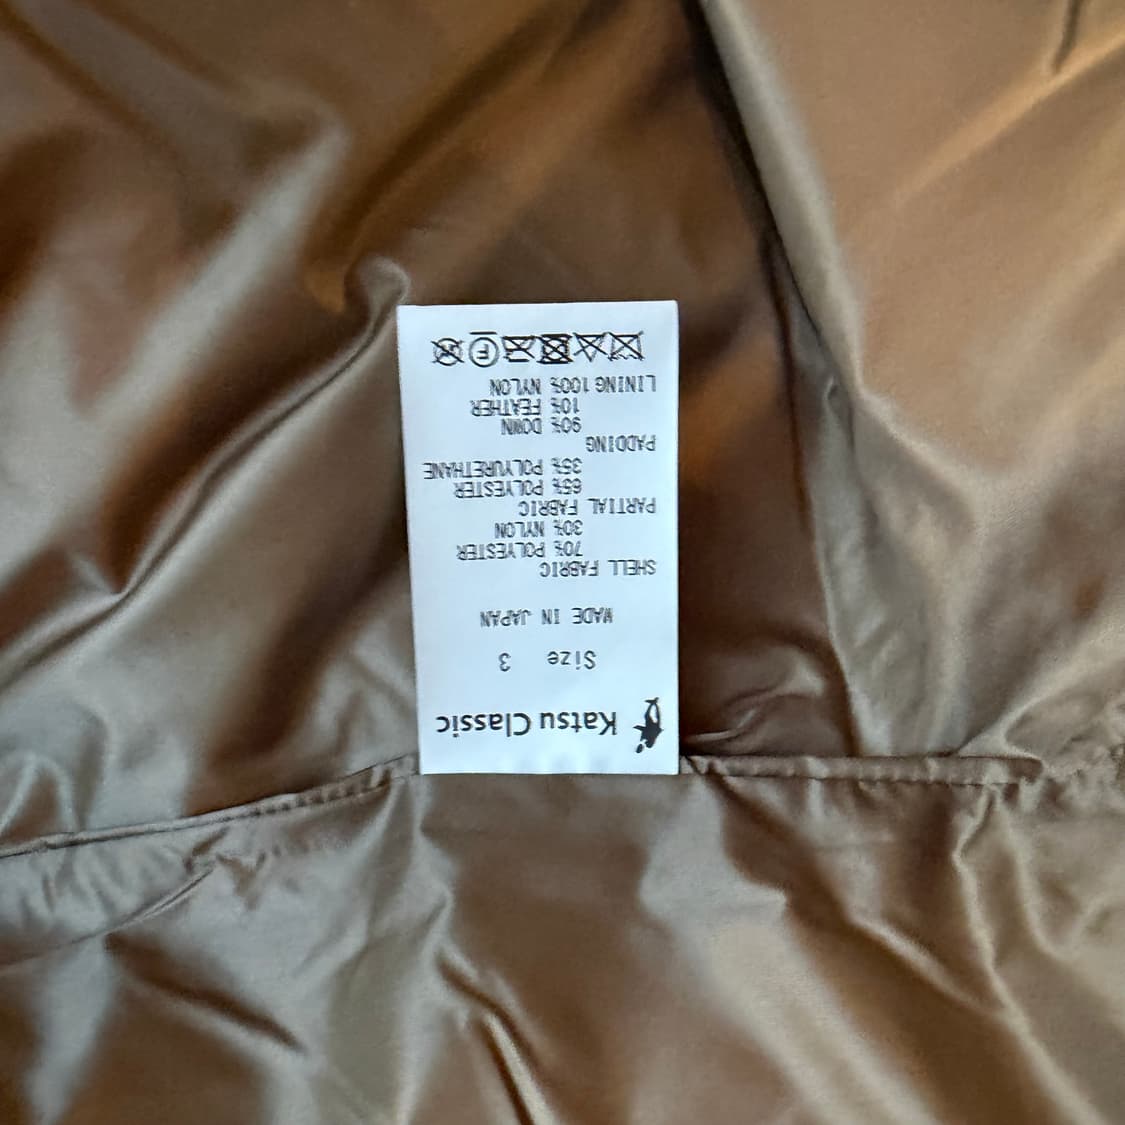 Katsu Classic
Size 3
MADE IN JAPAN
SHELL FABRIC
70% POLYESTER
30% NYLON
PARTIAL FABRIC
65% POLYESTER
35% POLYURETHANE
PADDING
90% DOWN
10% FEATHER
LINING 100% NYLON
F